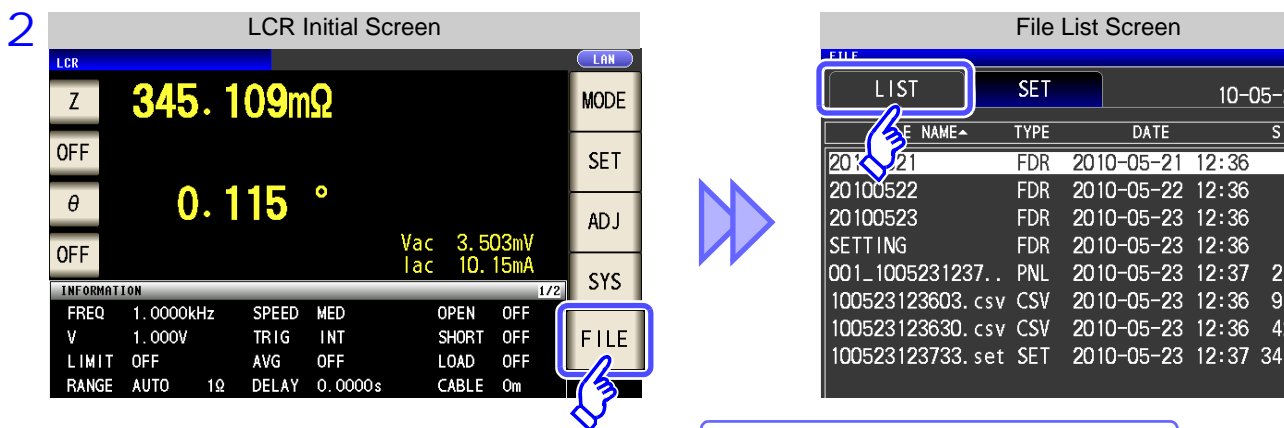 2
LCR Initial Screen
LCR
LAN
Z
345.109mΩ
MODE
OFF
SET
θ
0.115 °
ADJ
OFF
Vac 3.503mV
Iac 10.15mA
SYS
INFORMATION 1/2
FREQ 1.0000kHz SPEED MED OPEN OFF
V 1.000V TRIG INT SHORT OFF
LIMIT OFF AVG OFF LOAD OFF
RANGE AUTO 1Ω DELAY 0.0000s CABLE 0m
FILE
File List Screen
FILE
LIST SET 10-05-
NAME▲ TYPE DATE S
FDR 2010-05-21 12:36
20100522 FDR 2010-05-22 12:36
20100523 FDR 2010-05-23 12:36
SETTING FDR 2010-05-23 12:36
001_1005231237.. PNL 2010-05-23 12:37 2
100523123603.csv CSV 2010-05-23 12:36 9
100523123630.csv CSV 2010-05-23 12:36 4
100523123733.set SET 2010-05-23 12:37 34